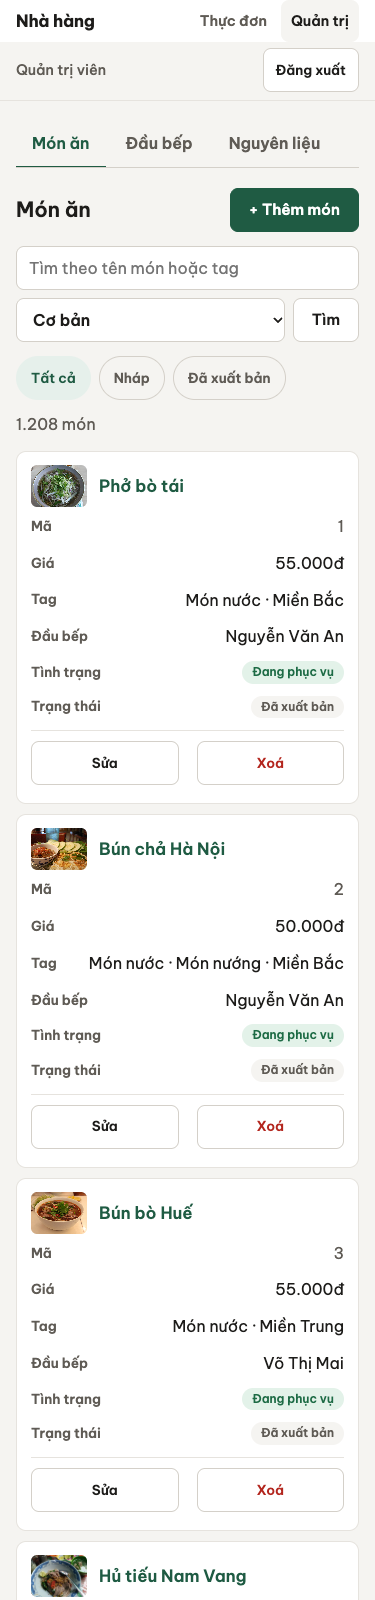 Nhà hàng
Thực đơn
Quản trị
Quản trị viên
Đăng xuất
Món ăn
Đầu bếp
Nguyên liệu
Món ăn
+ Thêm món
Tìm theo tên món hoặc tag
Cơ bản
Tìm
Tất cả
Nháp
Đã xuất bản
1.208 món
Phở bò tái
Mã 1
Giá 55.000đ
Tag Món nước · Miền Bắc
Đầu bếp Nguyễn Văn An
Tình trạng Đang phục vụ
Trạng thái Đã xuất bản
Sửa Xoá
Bún chả Hà Nội
Mã 2
Giá 50.000đ
Tag Món nước · Món nướng · Miền Bắc
Đầu bếp Nguyễn Văn An
Tình trạng Đang phục vụ
Trạng thái Đã xuất bản
Sửa Xoá
Bún bò Huế
Mã 3
Giá 55.000đ
Tag Món nước · Miền Trung
Đầu bếp Võ Thị Mai
Tình trạng Đang phục vụ
Trạng thái Đã xuất bản
Sửa Xoá
Hủ tiếu Nam Vang